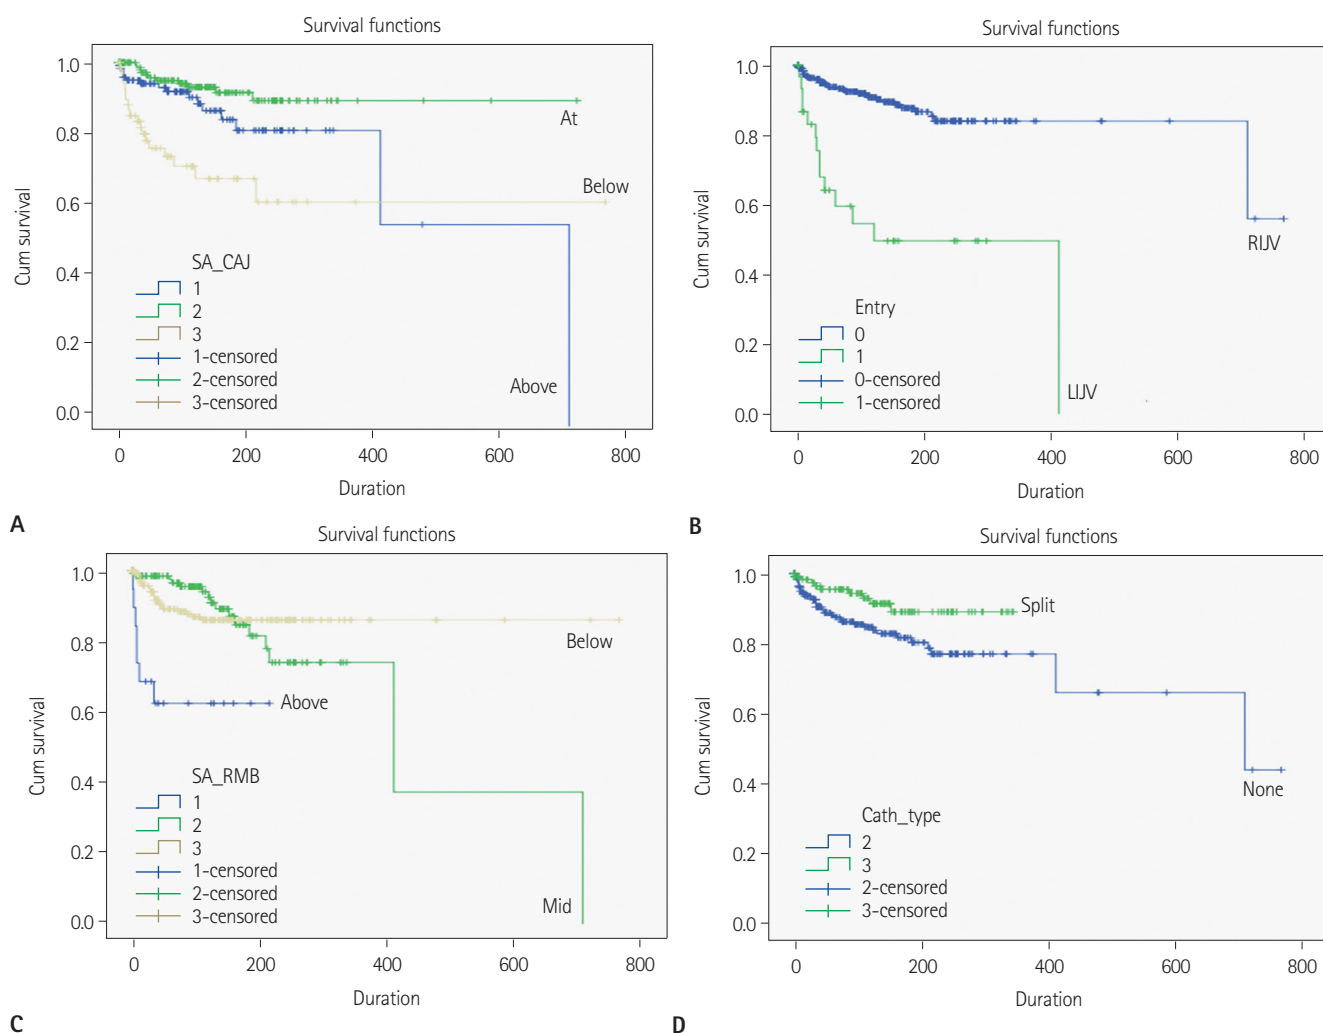 Survival functions
1.0
0.8
0.6
0.4
0.2
0.0
Cum survival
At
Below
Above
SA_CAJ
1
2
3
1-censored
2-censored
3-censored
0 200 400 600 800
Duration
A
Survival functions
1.0
0.8
0.6
0.4
0.2
0.0
Cum survival
RIJV
LIJV
Entry
0
1
0-censored
1-censored
0 200 400 600 800
Duration
B
Survival functions
1.0
0.8
0.6
0.4
0.2
0.0
Cum survival
Below
Above
Mid
SA_RMB
1
2
3
1-censored
2-censored
3-censored
0 200 400 600 800
Duration
C
Survival functions
1.0
0.8
0.6
0.4
0.2
0.0
Cum survival
Split
None
Cath_type
2
3
2-censored
3-censored
0 200 400 600 800
Duration
D